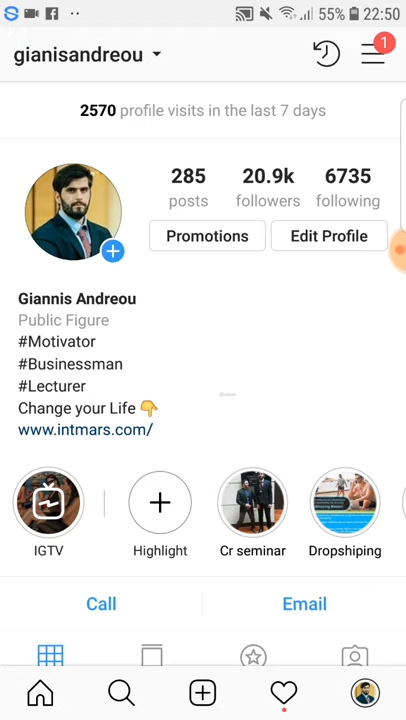 55% 22:50
gianisandreou
1
2570 profile visits in the last 7 days
285 20.9k 6735
posts followers following
Promotions Edit Profile
Giannis Andreou
Public Figure
#Motivator
#Businessman
#Lecturer
Change your Life 👇
www.intmars.com/
IGTV Highlight Cr seminar Dropshiping
Call Email